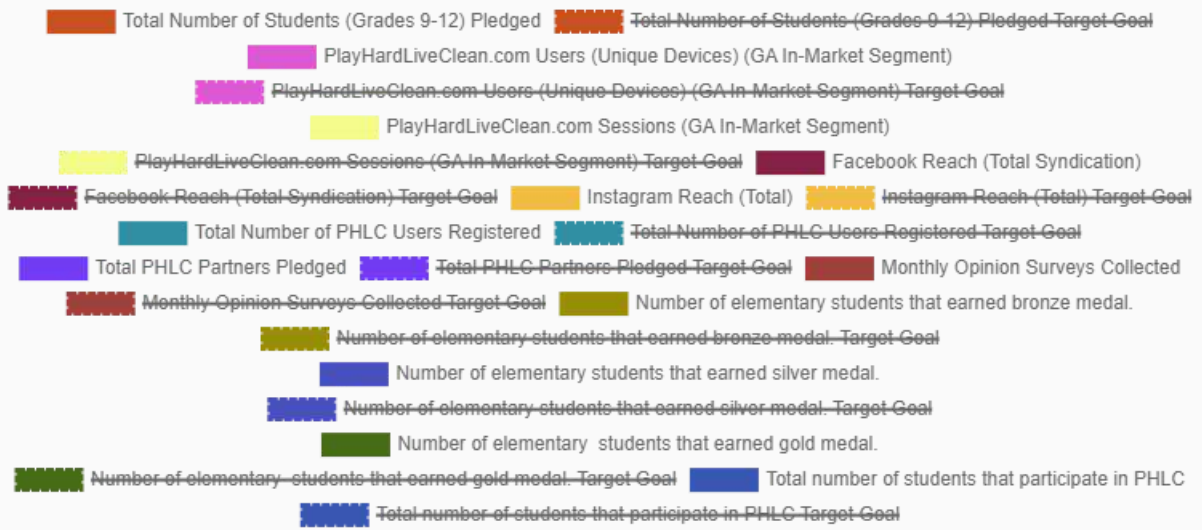 Total Number of Students (Grades 9-12) Pledged Total Number of Students (Grades 9-12) Pledged Target Goal
PlayHardLiveClean.com Users (Unique Devices) (GA In-Market Segment)
PlayHardLiveClean.com Users (Unique Devices) (GA In-Market Segment) Target Goal
PlayHardLiveClean.com Sessions (GA In-Market Segment)
PlayHardLiveClean.com Sessions (GA In-Market Segment) Target Goal Facebook Reach (Total Syndication)
Facebook Reach (Total Syndication) Target Goal Instagram Reach (Total) Instagram Reach (Total) Target Goal
Total Number of PHLC Users Registered Total Number of PHLC Users Registered Target Goal
Total PHLC Partners Pledged Total PHLC Partners Pledged Target Goal Monthly Opinion Surveys Collected
Monthly Opinion Surveys Collected Target Goal Number of elementary students that earned bronze medal.
Number of elementary students that earned bronze medal. Target Goal
Number of elementary students that earned silver medal.
Number of elementary students that earned silver medal. Target Goal
Number of elementary  students that earned gold medal.
Number of elementary  students that earned gold medal. Target Goal Total number of students that participate in PHLC
Total number of students that participate in PHLC Target Goal